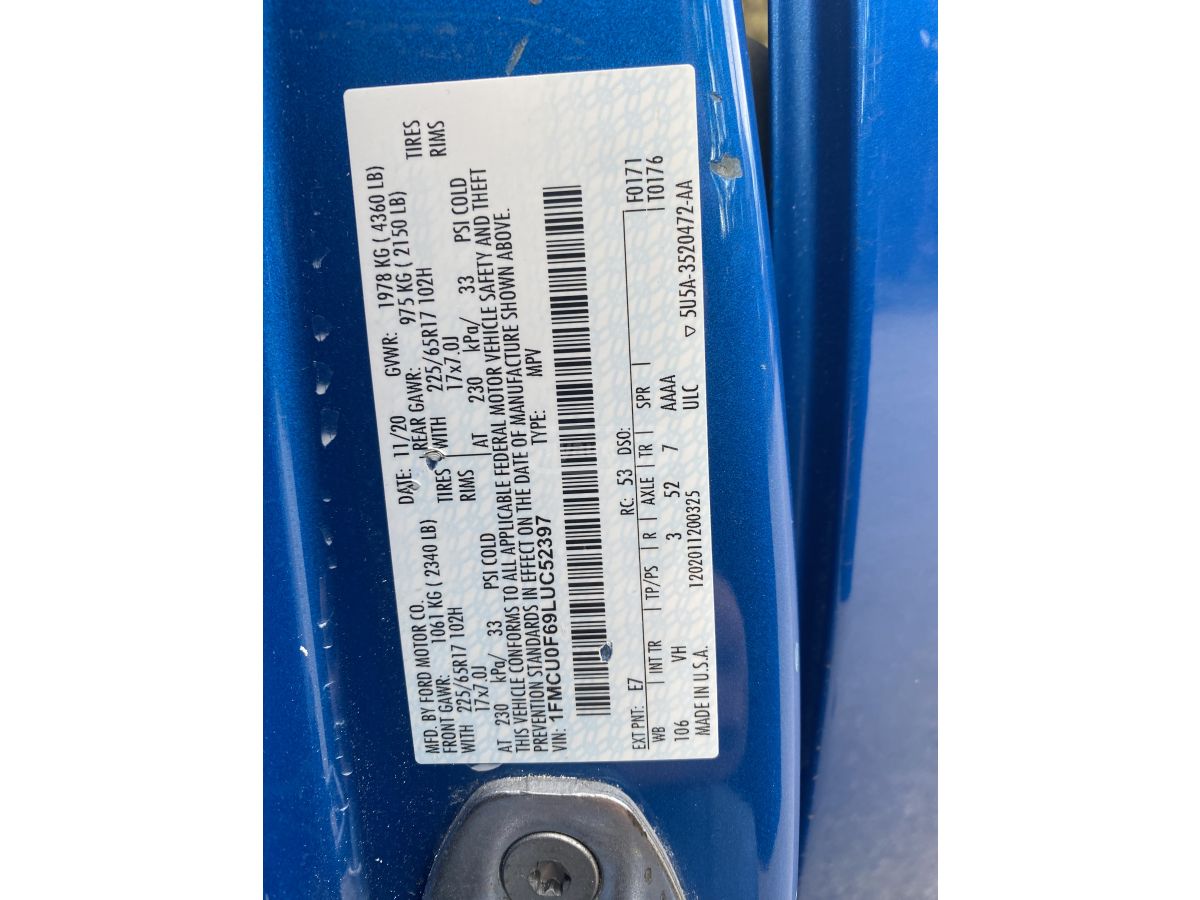 MFD. BY FORD MOTOR CO. DATE: 11/20 GVWR: 1978 KG ( 4360 LB)
FRONT GAWR: 1061 KG ( 2340 LB) REAR GAWR: 975 KG ( 2150 LB)
WITH 225/65R17 102H TIRES WITH 225/65R17 102H TIRES
17x7.0J RIMS 17x7.0J RIMS
AT 230 kPa/ 33 PSI COLD AT 230 kPa/ 33 PSI COLD
THIS VEHICLE CONFORMS TO ALL APPLICABLE FEDERAL MOTOR VEHICLE SAFETY AND THEFT
PREVENTION STANDARDS IN EFFECT ON THE DATE OF MANUFACTURE SHOWN ABOVE.
VIN: 1FMCU0F69LUC52397 TYPE: MPV
EXT PNT: E7 RC: 53 DSO: F0171
WB | INT TR | TP/PS | R | AXLE | TR | SPR | T0176
106 VH 3 52 7 AAAA
MADE IN U.S.A. 1202011200325 ULC ▽ 5U5A-3520472-AA